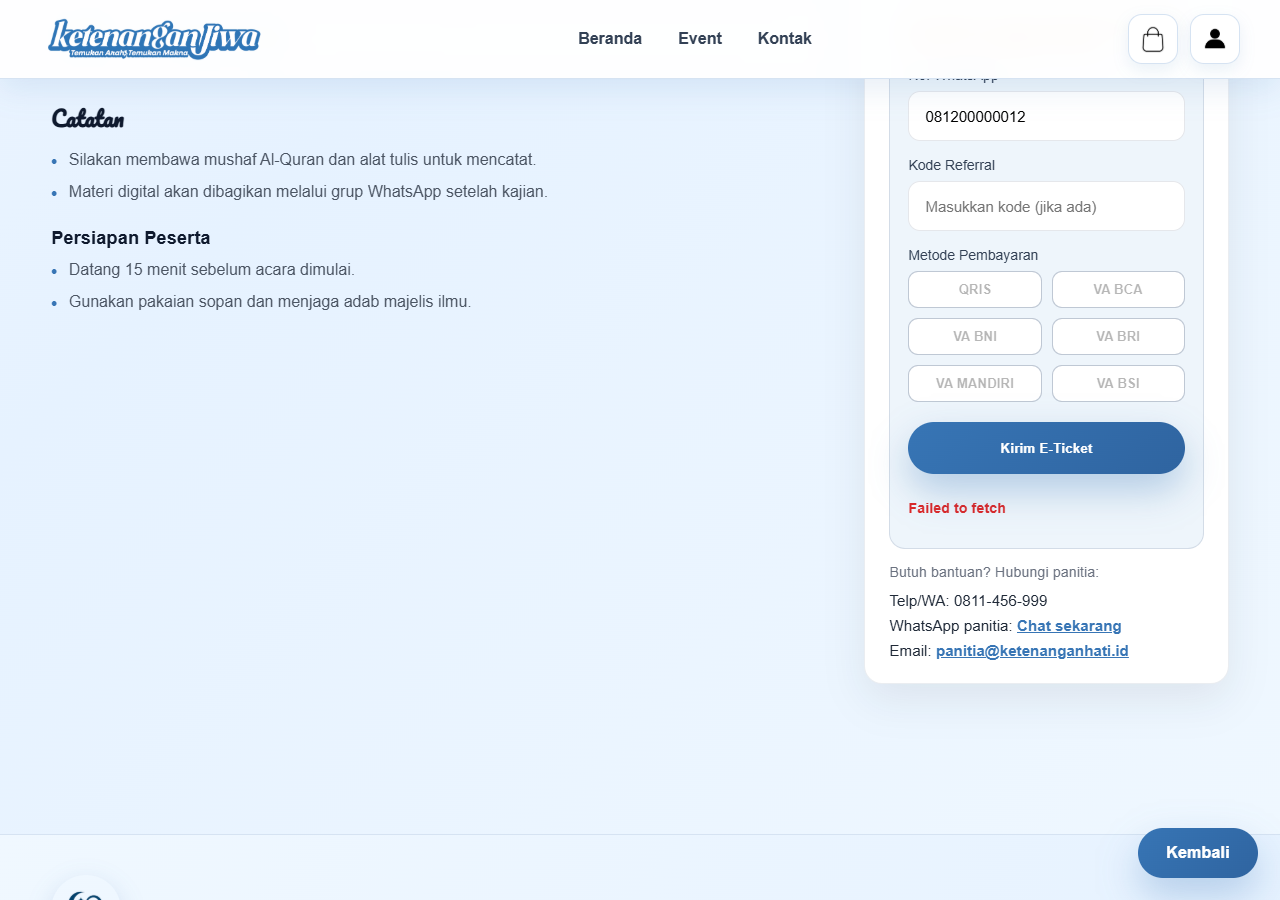 ketenanganJiwa
Temukan Arah, Temukan Makna
Beranda
Event
Kontak
Catatan
Silakan membawa mushaf Al-Quran dan alat tulis untuk mencatat.
Materi digital akan dibagikan melalui grup WhatsApp setelah kajian.
Persiapan Peserta
Datang 15 menit sebelum acara dimulai.
Gunakan pakaian sopan dan menjaga adab majelis ilmu.
081200000012
Kode Referral
Masukkan kode (jika ada)
Metode Pembayaran
QRIS
VA BCA
VA BNI
VA BRI
VA MANDIRI
VA BSI
Kirim E-Ticket
Failed to fetch
Butuh bantuan? Hubungi panitia:
Telp/WA: 0811-456-999
WhatsApp panitia: Chat sekarang
Email: panitia@ketenanganhati.id
Kembali